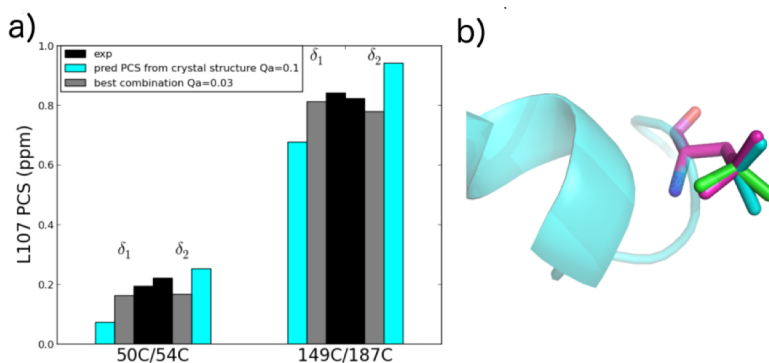 a)
b)
1.0
0.8
0.6
0.4
0.2
0.0
L107 PCS (ppm)
exp
pred PCS from crystal structure Qa=0.1
best combination Qa=0.03
δ1
δ2
δ1
δ2
50C/54C
149C/187C